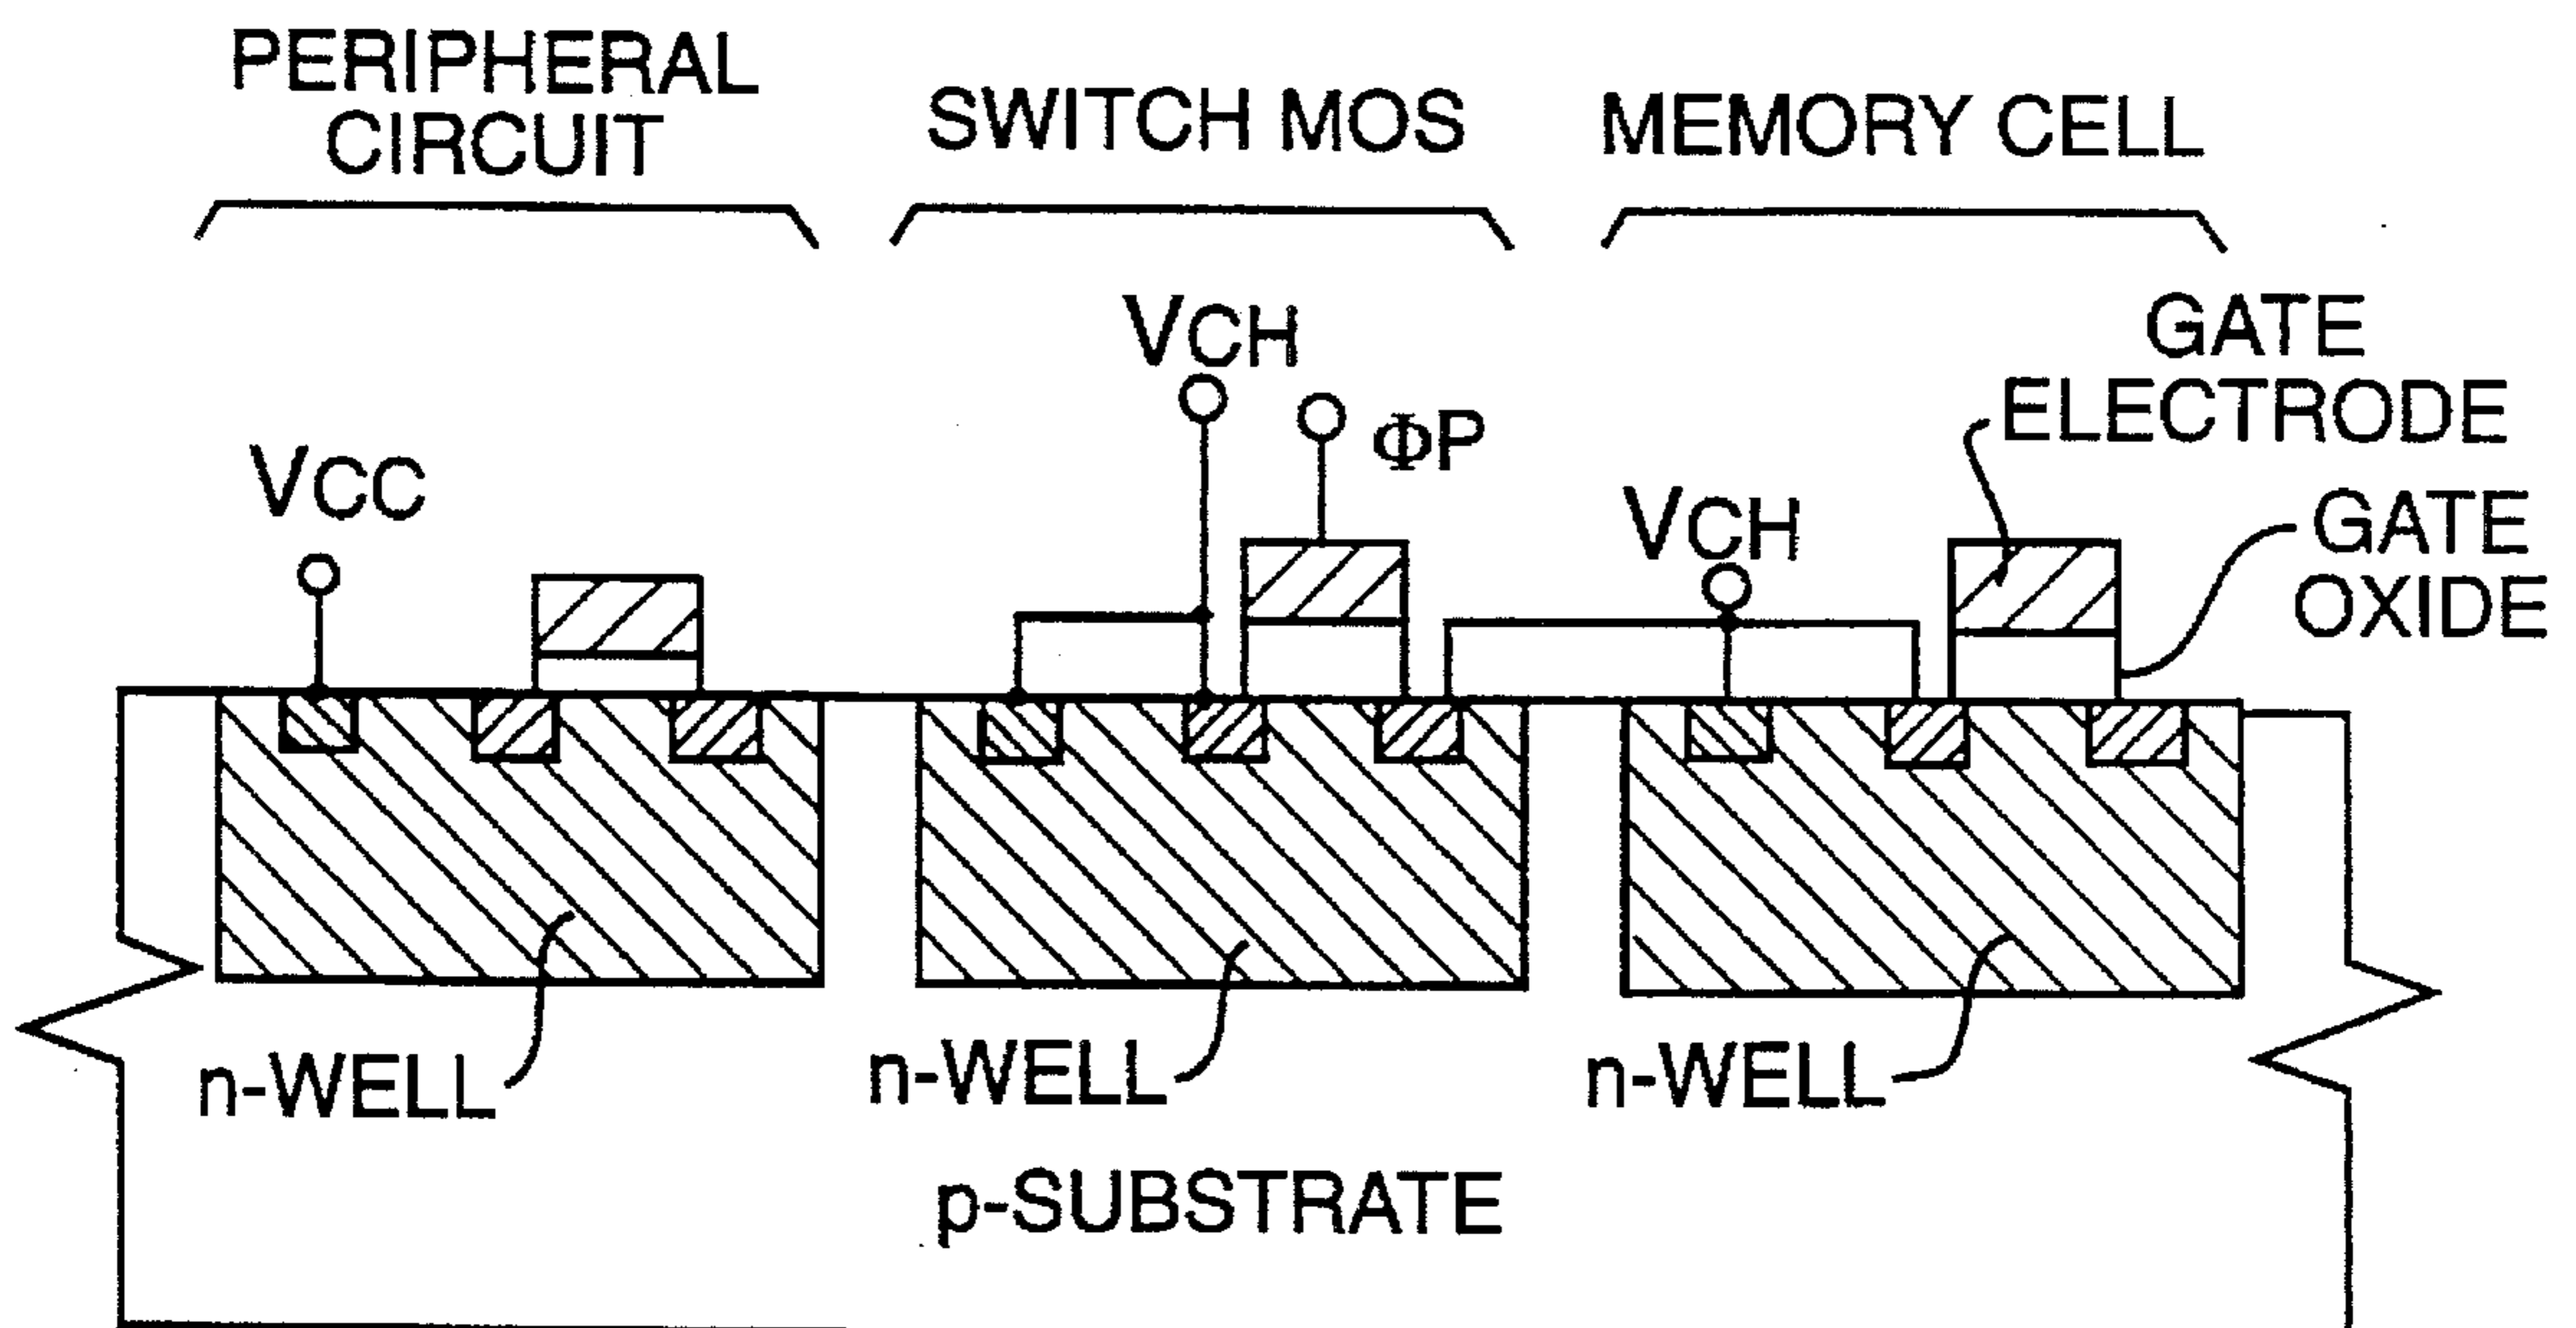 PERIPHERAL
CIRCUIT
SWITCH MOS
MEMORY CELL
VCC
VCH
ΦP
VCH
GATE
ELECTRODE
GATE
OXIDE
n-WELL
n-WELL
n-WELL
p-SUBSTRATE